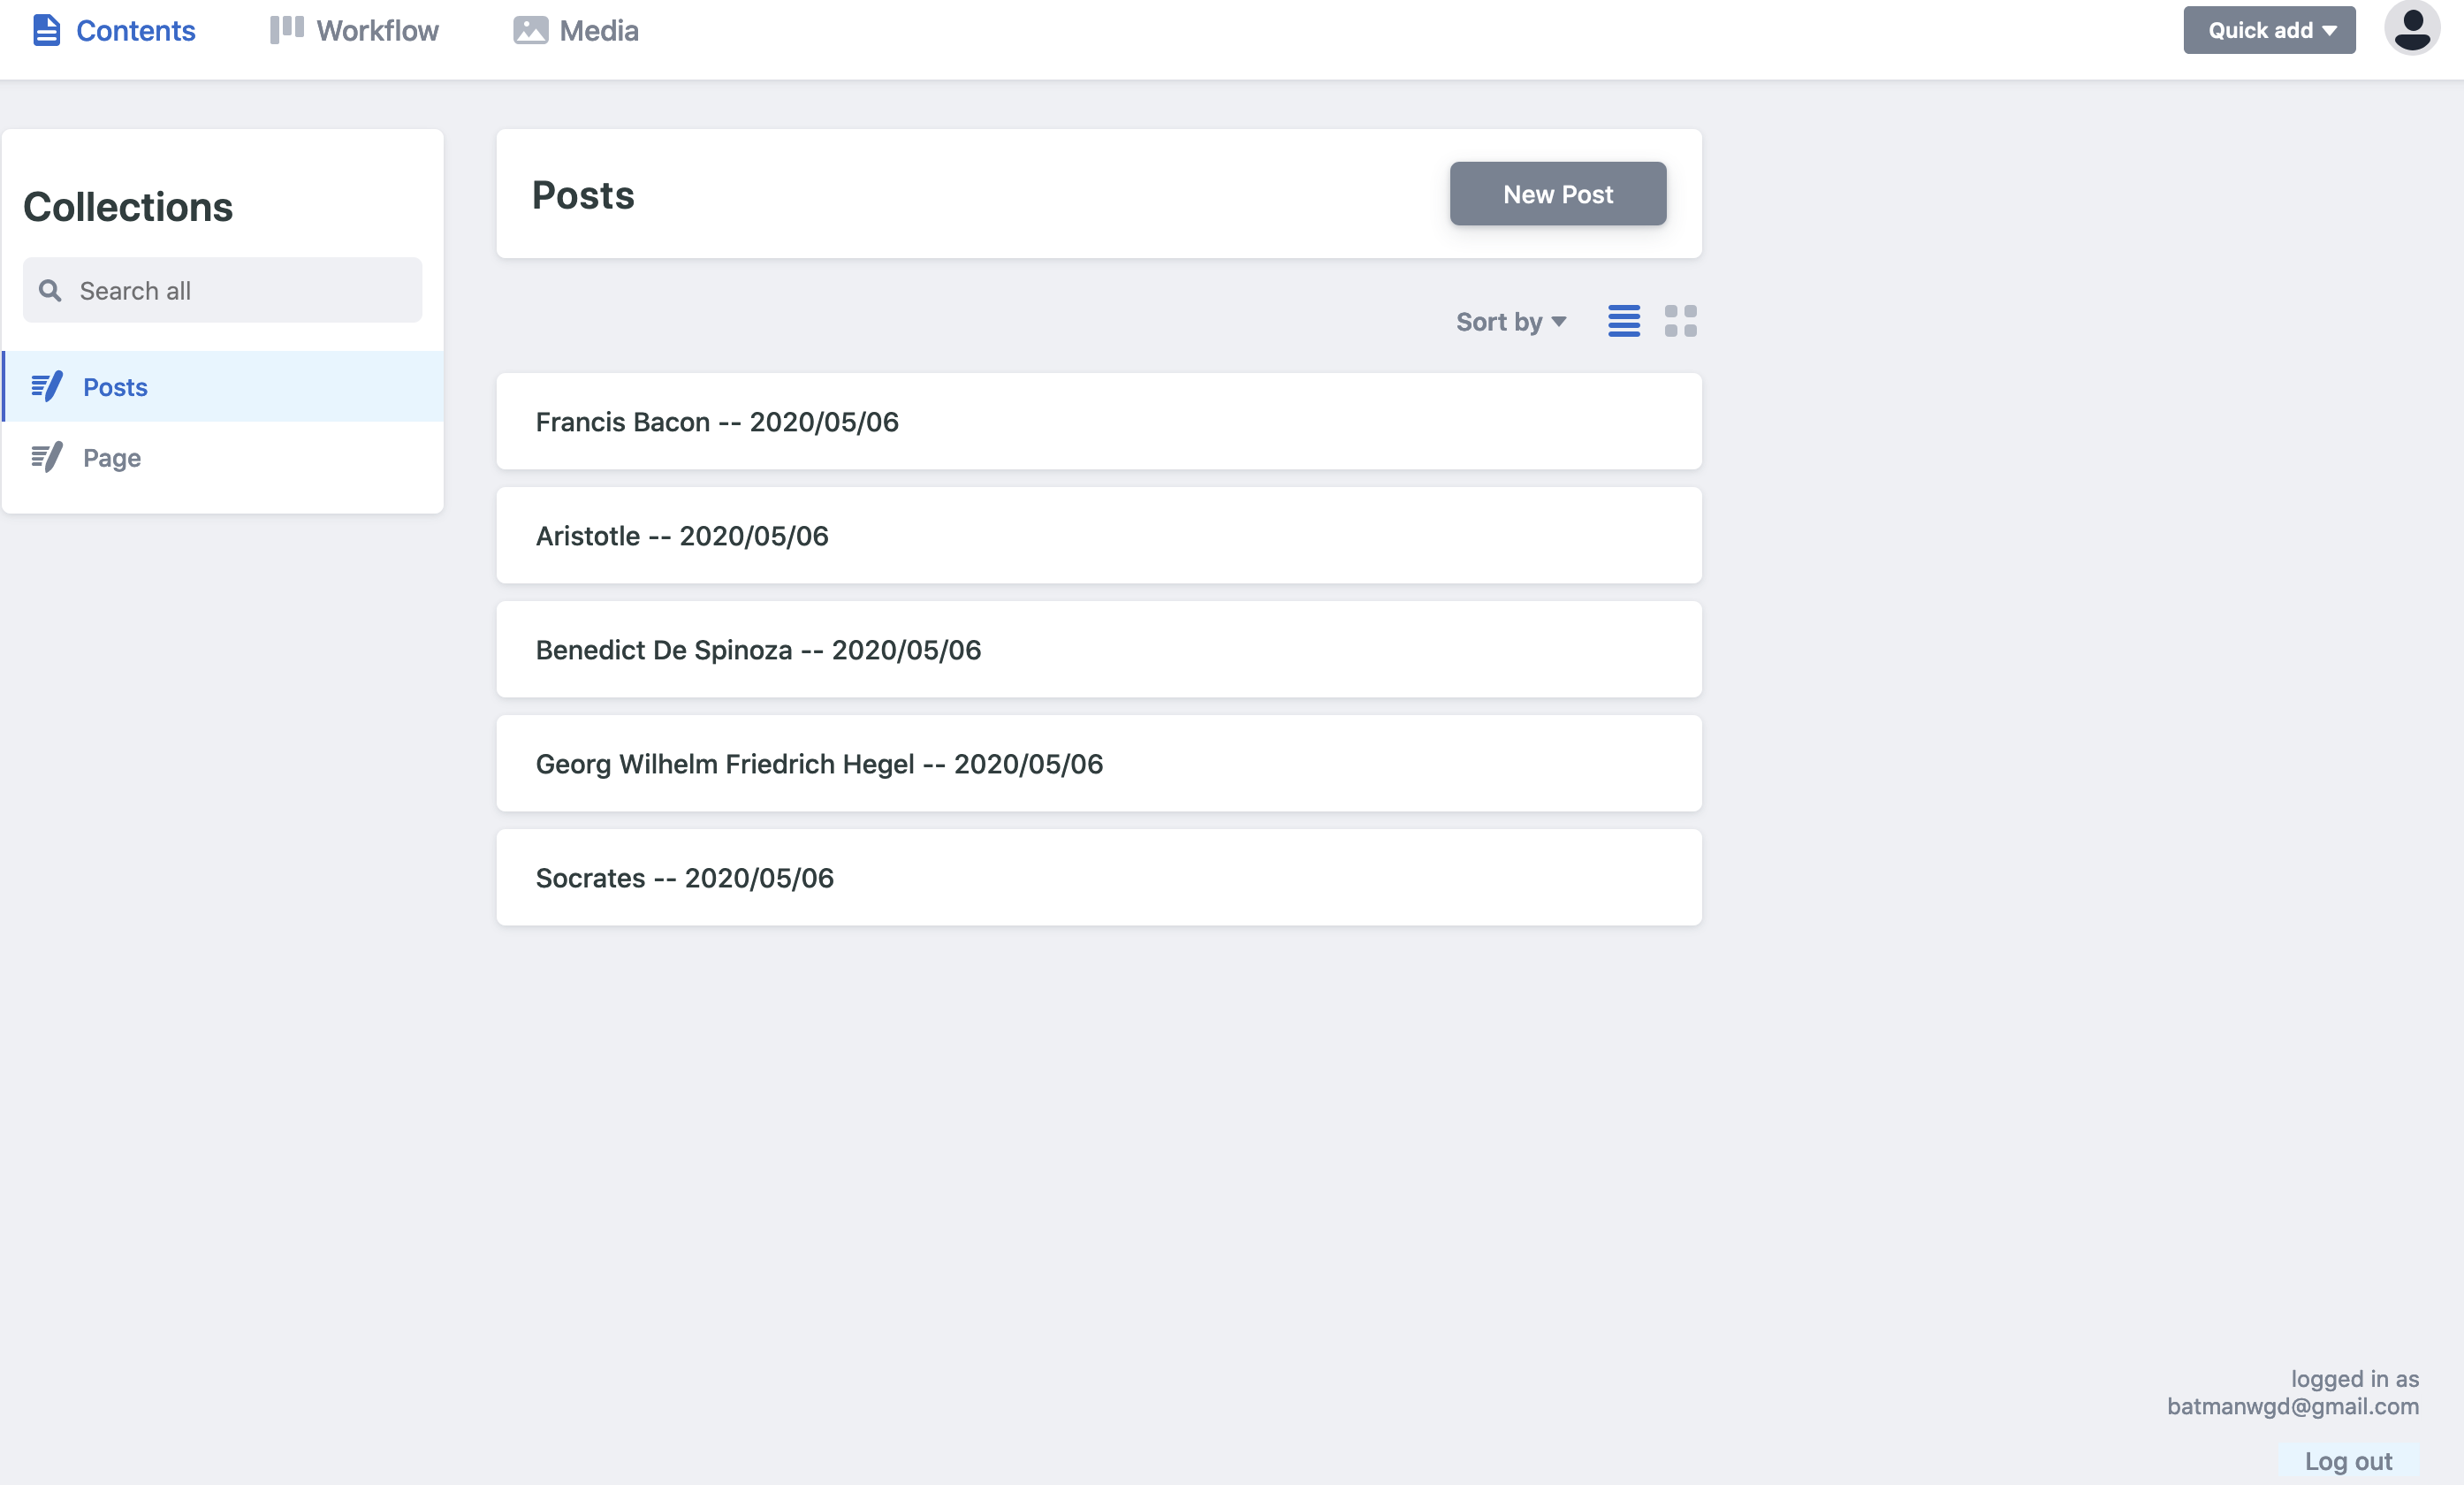 Contents
Workflow
Media
Quick add
Collections
Search all
Posts
Page
Posts
New Post
Sort by
Francis Bacon -- 2020/05/06
Aristotle -- 2020/05/06
Benedict De Spinoza -- 2020/05/06
Georg Wilhelm Friedrich Hegel -- 2020/05/06
Socrates -- 2020/05/06
logged in as
batmanwgd@gmail.com
Log out